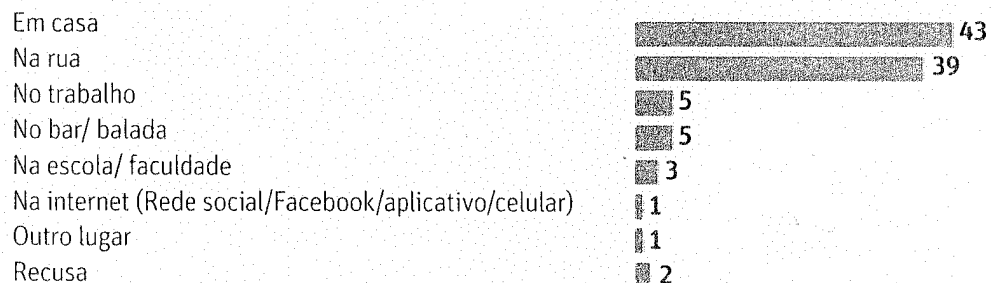 Em casa 43
Na rua 39
No trabalho 5
No bar/ balada 5
Na escola/ faculdade 3
Na internet (Rede social/Facebook/aplicativo/celular) 1
Outro lugar 1
Recusa 2